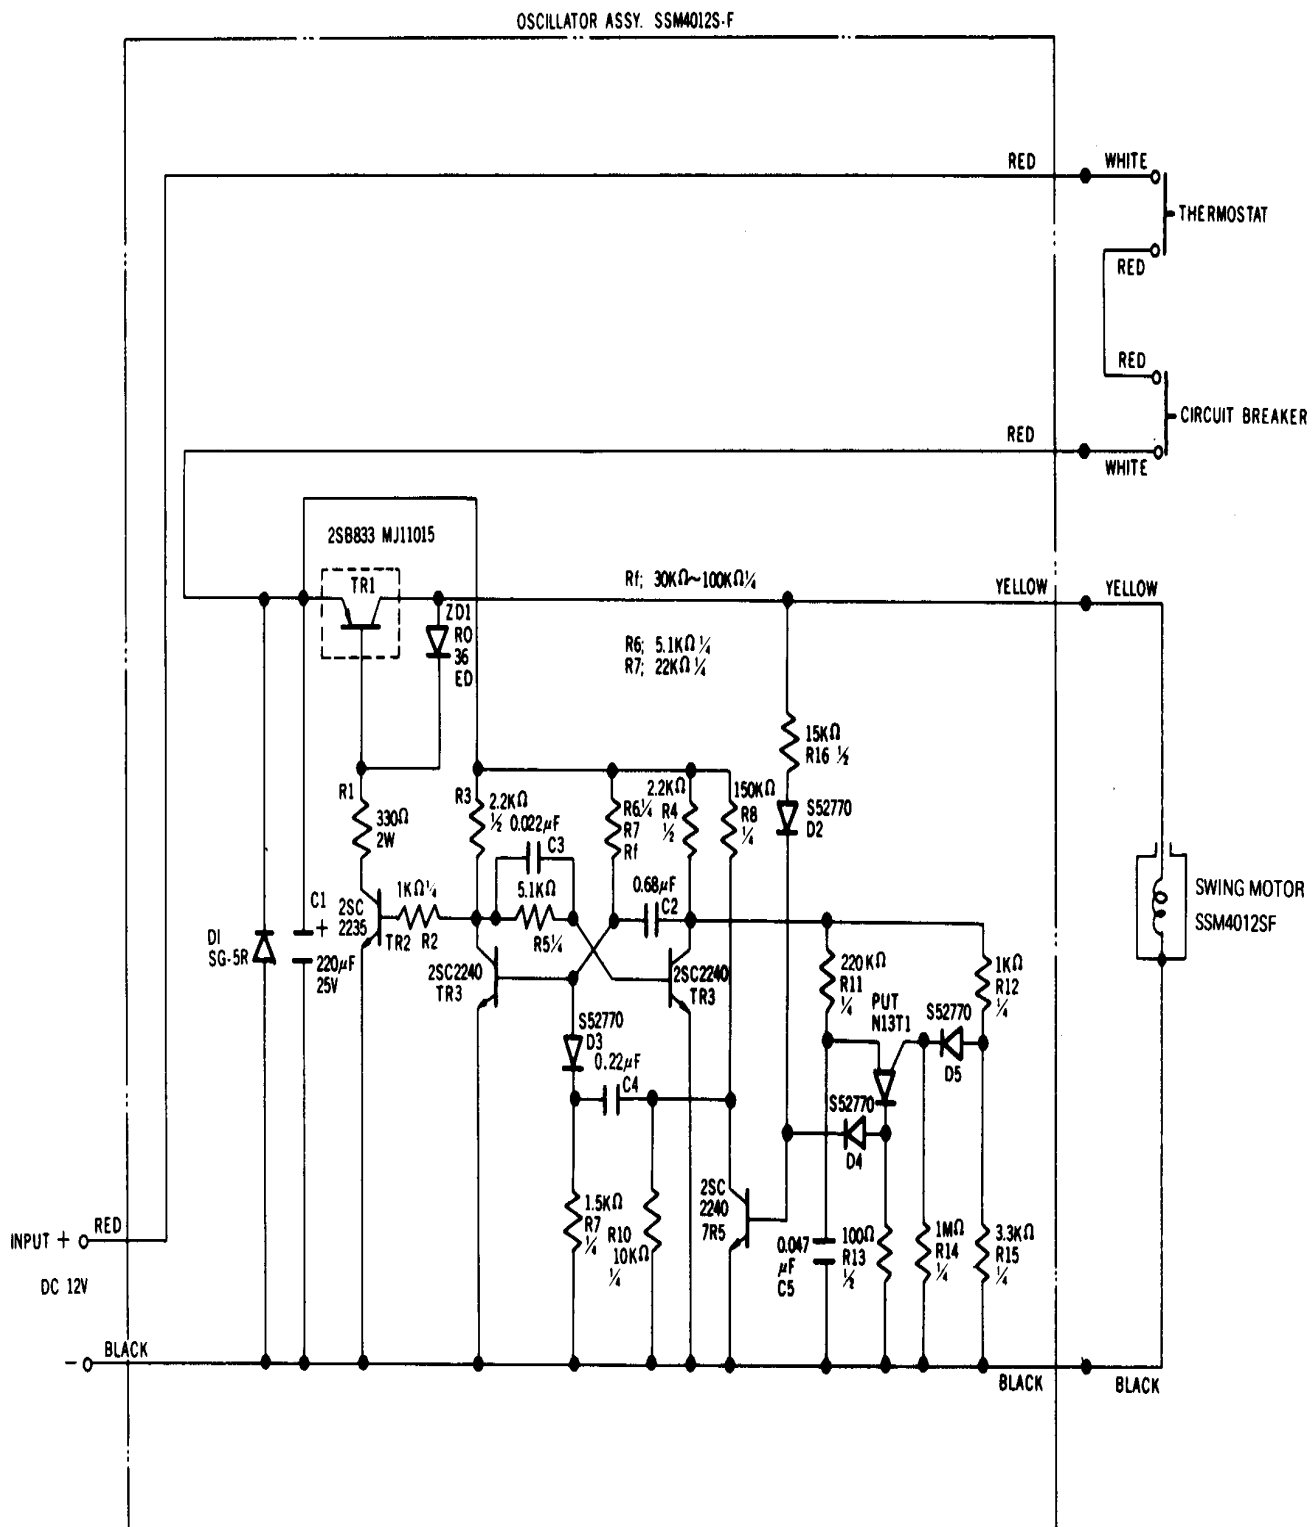 OSCILLATOR ASSY. SSM4012S-F
RED
WHITE
THERMOSTAT
RED
RED
CIRCUIT BREAKER
RED
WHITE
2SB833 MJ11015
TR1
Rf; 30KΩ~100KΩ¼
YELLOW
YELLOW
ZD1
RO
36
ED
R6; 5.1KΩ ¼
R7; 22KΩ ¼
15KΩ
R16 ½
R1
330Ω
2W
R3
2.2KΩ
½
0.022µF
C3
R6¼
R7
Rf
2.2KΩ
R4
½
150KΩ
R8
¼
S52770
D2
C1
+
220µF
25V
2SC
2235
TR2
1KΩ¼
R2
5.1KΩ
R5¼
0.68µF
C2
SWING MOTOR
SSM4012SF
DI
SG-5R
2SC2240
TR3
2SC2240
TR3
220KΩ
R11
¼
1KΩ
R12
¼
PUT
N13T1
S52770
D5
S52770
D3
0.22µF
C4
S52770
D4
1.5KΩ
R7
¼
R10
10KΩ
¼
2SC
2240
7R5
0.047
µF
C5
100Ω
R13
½
1MΩ
R14
¼
3.3KΩ
R15
¼
INPUT +
RED
DC 12V
-
BLACK
BLACK
BLACK